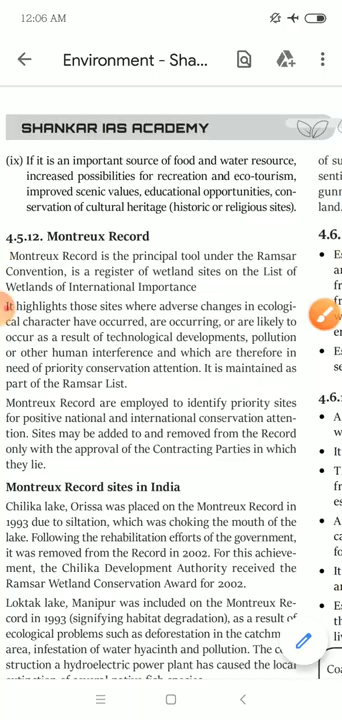 12:06 AM
Environment - Sha...
SHANKAR IAS ACADEMY
(ix) If it is an important source of food and water resource,
increased possibilities for recreation and eco-tourism,
improved scenic values, educational opportunities, con-
servation of cultural heritage (historic or religious sites).
4.5.12. Montreux Record
Montreux Record is the principal tool under the Ramsar
Convention, is a register of wetland sites on the List of
Wetlands of International Importance
It highlights those sites where adverse changes in ecologi-
cal character have occurred, are occurring, or are likely to
occur as a result of technological developments, pollution
or other human interference and which are therefore in
need of priority conservation attention. It is maintained as
part of the Ramsar List.
Montreux Record are employed to identify priority sites
for positive national and international conservation atten-
tion. Sites may be added to and removed from the Record
only with the approval of the Contracting Parties in which
they lie.
Montreux Record sites in India
Chilika lake, Orissa was placed on the Montreux Record in
1993 due to siltation, which was choking the mouth of the
lake. Following the rehabilitation efforts of the government,
it was removed from the Record in 2002. For this achieve-
ment, the Chilika Development Authority received the
Ramsar Wetland Conservation Award for 2002.
Loktak lake, Manipur was included on the Montreux Re-
cord in 1993 (signifying habitat degradation), as a result of
ecological problems such as deforestation in the catchm
area, infestation of water hyacinth and pollution. The c
struction a hydroelectric power plant has caused the local
extinction of several native fish species.
of su
senti
gunn
land.
4.6.
4.6.
• A
w
• It
• T